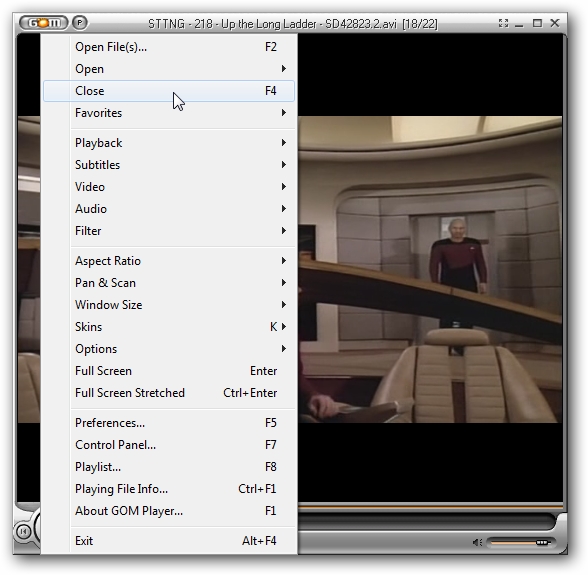 GOM P STTNG - 218 - Up the Long Ladder - SD42823.2.avi [18/22]
Open File(s)... F2
Open
Close F4
Favorites
Playback
Subtitles
Video
Audio
Filter
Aspect Ratio
Pan & Scan
Window Size
Skins K
Options
Full Screen Enter
Full Screen Stretched Ctrl+Enter
Preferences... F5
Control Panel... F7
Playlist... F8
Playing File Info... Ctrl+F1
About GOM Player... F1
Exit Alt+F4